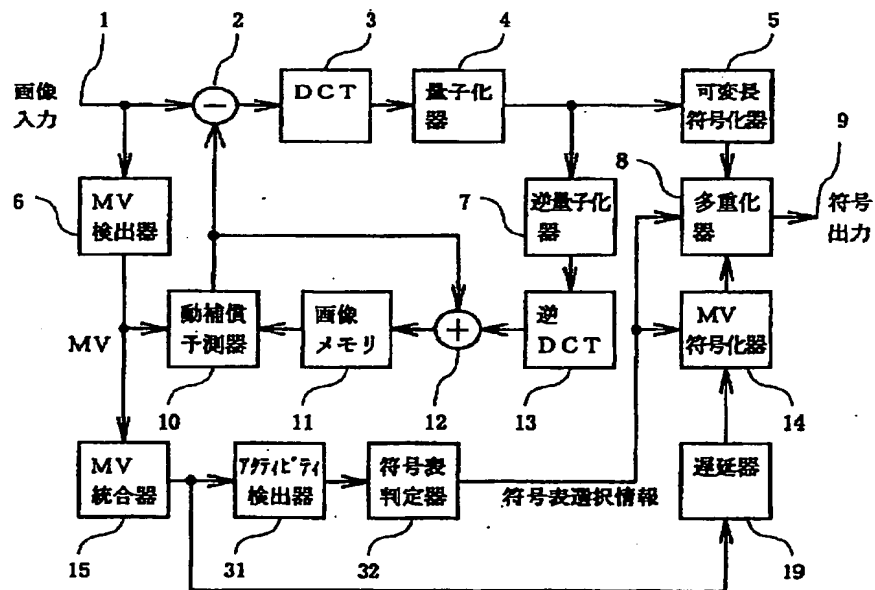 1
2
3
4
5
画像
入力
−
DCT
量子化
器
可変長
符号化器
9
6
MV
検出器
7
逆量子化
器
8
多重化
器
符号
出力
MV
動補償
予測器
画像
メモリ
+
逆
DCT
MV
符号化器
10
11
12
13
14
MV
統合器
アクティビティ
検出器
符号表
判定器
符号表選択情報
遅延器
15
31
32
19